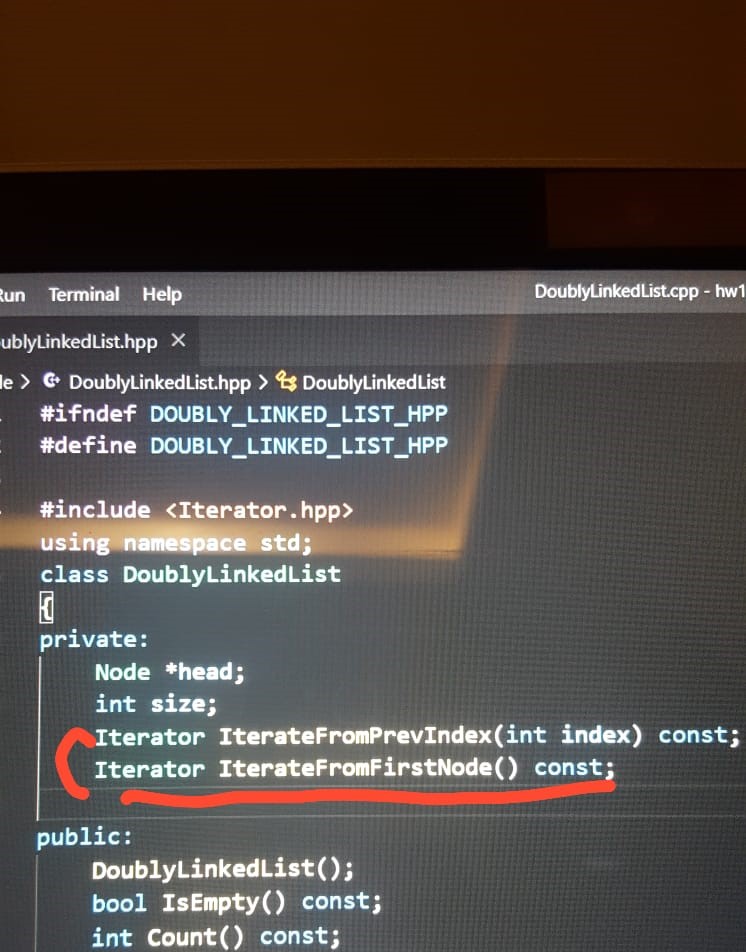 Run Terminal Help DoublyLinkedList.cpp - hw1
ublyLinkedList.hpp ×
le > DoublyLinkedList.hpp > DoublyLinkedList
#ifndef DOUBLY_LINKED_LIST_HPP
#define DOUBLY_LINKED_LIST_HPP
#include <Iterator.hpp>
using namespace std;
class DoublyLinkedList
{
private:
Node *head;
int size;
Iterator IterateFromPrevIndex(int index) const;
Iterator IterateFromFirstNode() const;
public:
DoublyLinkedList();
bool IsEmpty() const;
int Count() const;